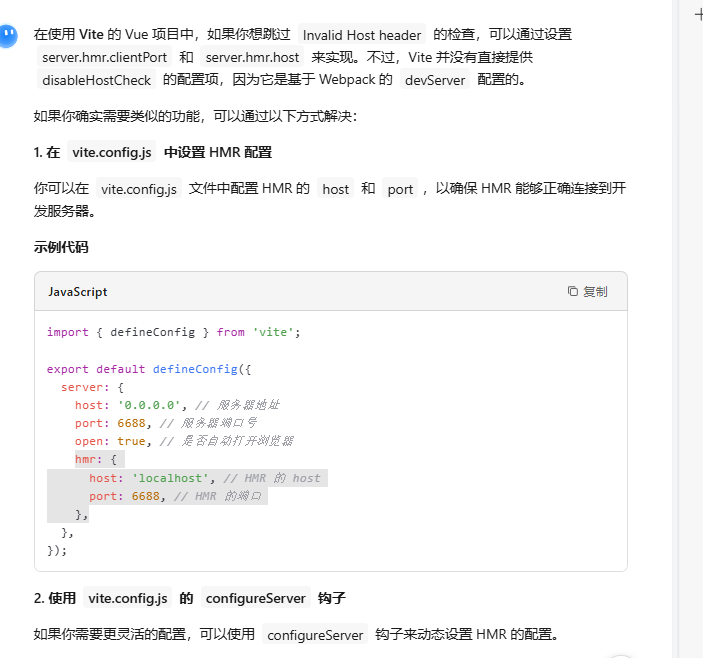 在使用 Vite 的 Vue 项目中，如果你想跳过 Invalid Host header 的检查，可以通过设置
server.hmr.clientPort 和 server.hmr.host 来实现。不过，Vite 并没有直接提供
disableHostCheck 的配置项，因为它是基于 Webpack 的 devServer 配置的。
如果你确实需要类似的功能，可以通过以下方式解决：
1. 在 vite.config.js 中设置 HMR 配置
你可以在 vite.config.js 文件中配置 HMR 的 host 和 port ，以确保 HMR 能够正确连接到开
发服务器。
示例代码
JavaScript 复制
import { defineConfig } from 'vite';
export default defineConfig({
  server: {
    host: '0.0.0.0', // 服务器地址
    port: 6688, // 服务器端口号
    open: true, // 是否自动打开浏览器
    hmr: {
      host: 'localhost', // HMR 的 host
      port: 6688, // HMR 的端口
    },
  },
});
2. 使用 vite.config.js 的 configureServer 钩子
如果你需要更灵活的配置，可以使用 configureServer 钩子来动态设置 HMR 的配置。